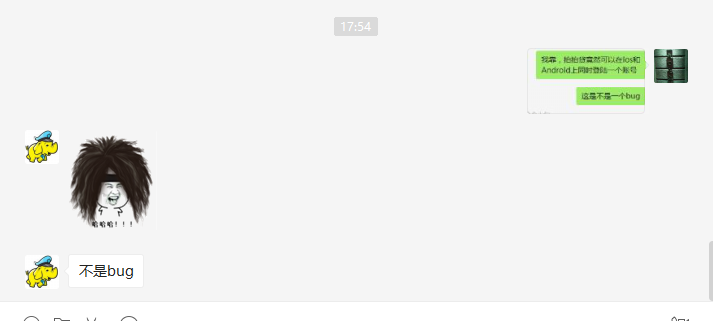 17:54
我靠，拍拍贷竟然可以在ios和
Android上同时登陆一个账号
这是不是一个bug
哈哈哈！！！
不是bug